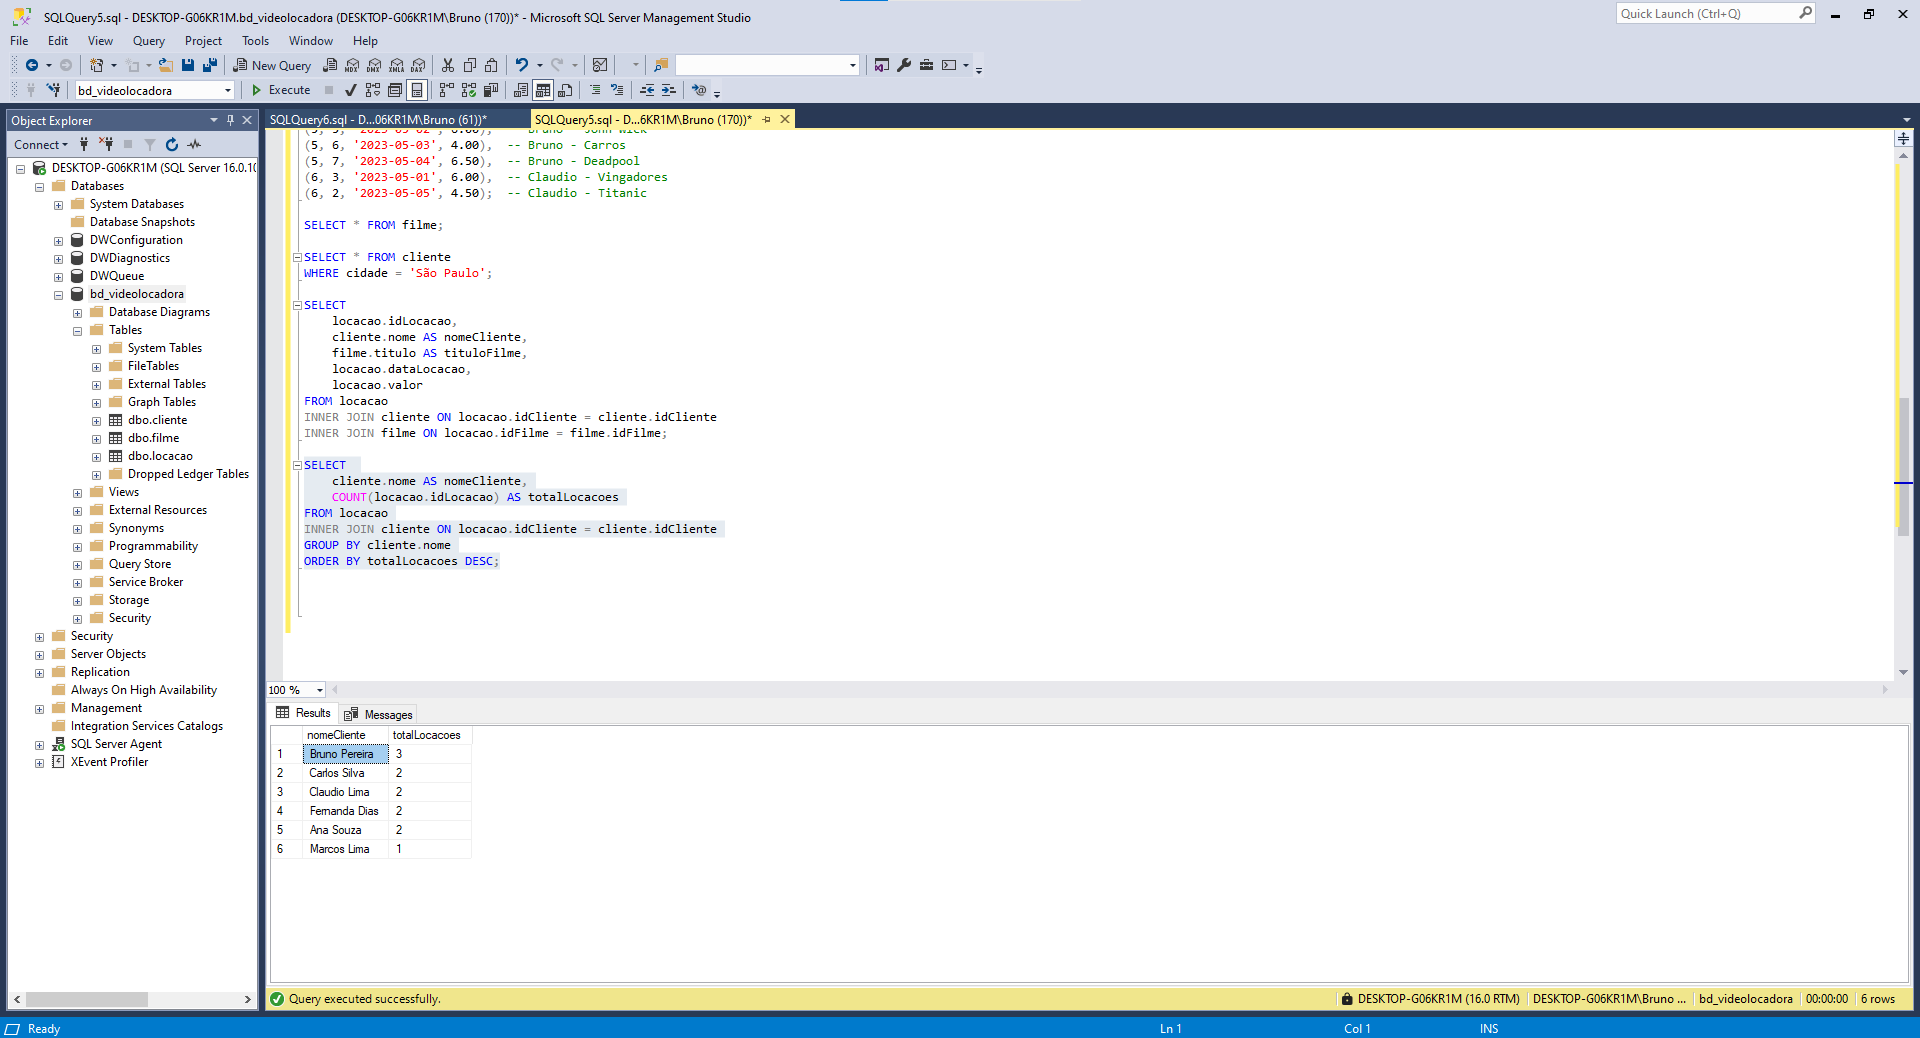 SQLQuery5.sql - DESKTOP-G06KR1M.bd_videolocadora (DESKTOP-G06KR1M\Bruno (170))* - Microsoft SQL Server Management Studio
Quick Launch (Ctrl+Q)
File Edit View Query Project Tools Window Help
New Query
bd_videolocadora
Execute
Object Explorer
Connect
DESKTOP-G06KR1M (SQL Server 16.0.10
Databases
System Databases
Database Snapshots
DWConfiguration
DWDiagnostics
DWQueue
bd_videolocadora
Database Diagrams
Tables
System Tables
FileTables
External Tables
Graph Tables
dbo.cliente
dbo.filme
dbo.locacao
Dropped Ledger Tables
Views
External Resources
Synonyms
Programmability
Query Store
Service Broker
Storage
Security
Security
Server Objects
Replication
Always On High Availability
Management
Integration Services Catalogs
SQL Server Agent
XEvent Profiler
SQLQuery6.sql - D...06KR1M\Bruno (61))*
SQLQuery5.sql - D...6KR1M\Bruno (170))*
(5, 6, '2023-05-03', 4.00),  -- Bruno - Carros
(5, 7, '2023-05-04', 6.50),  -- Bruno - Deadpool
(6, 3, '2023-05-01', 6.00),  -- Claudio - Vingadores
(6, 2, '2023-05-05', 4.50);  -- Claudio - Titanic
SELECT * FROM filme;
SELECT * FROM cliente
WHERE cidade = 'São Paulo';
SELECT
locacao.idLocacao,
cliente.nome AS nomeCliente,
filme.titulo AS tituloFilme,
locacao.dataLocacao,
locacao.valor
FROM locacao
INNER JOIN cliente ON locacao.idCliente = cliente.idCliente
INNER JOIN filme ON locacao.idFilme = filme.idFilme;
SELECT
cliente.nome AS nomeCliente,
COUNT(locacao.idLocacao) AS totalLocacoes
FROM locacao
INNER JOIN cliente ON locacao.idCliente = cliente.idCliente
GROUP BY cliente.nome
ORDER BY totalLocacoes DESC;
100 %
Results Messages
nomeCliente totalLocacoes
1 Bruno Pereira 3
2 Carlos Silva 2
3 Claudio Lima 2
4 Fernanda Dias 2
5 Ana Souza 2
6 Marcos Lima 1
Query executed successfully.
DESKTOP-G06KR1M (16.0 RTM) DESKTOP-G06KR1M\Bruno ... bd_videolocadora 00:00:00 6 rows
Ready Ln 1 Col 1 INS